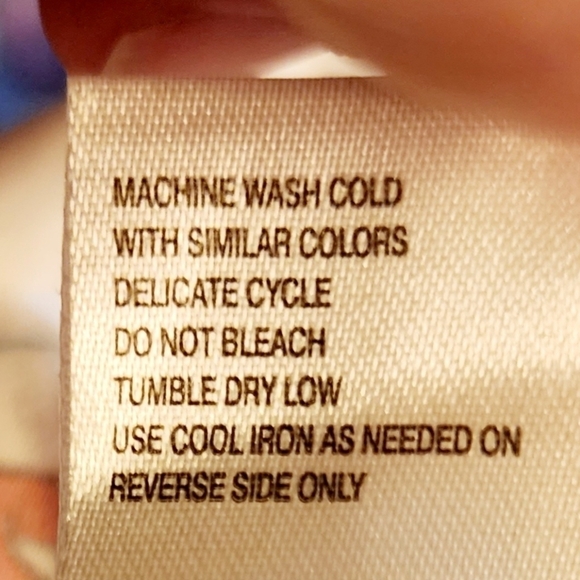 MACHINE WASH COLD
WITH SIMILAR COLORS
DELICATE CYCLE
DO NOT BLEACH
TUMBLE DRY LOW
USE COOL IRON AS NEEDED ON
REVERSE SIDE ONLY